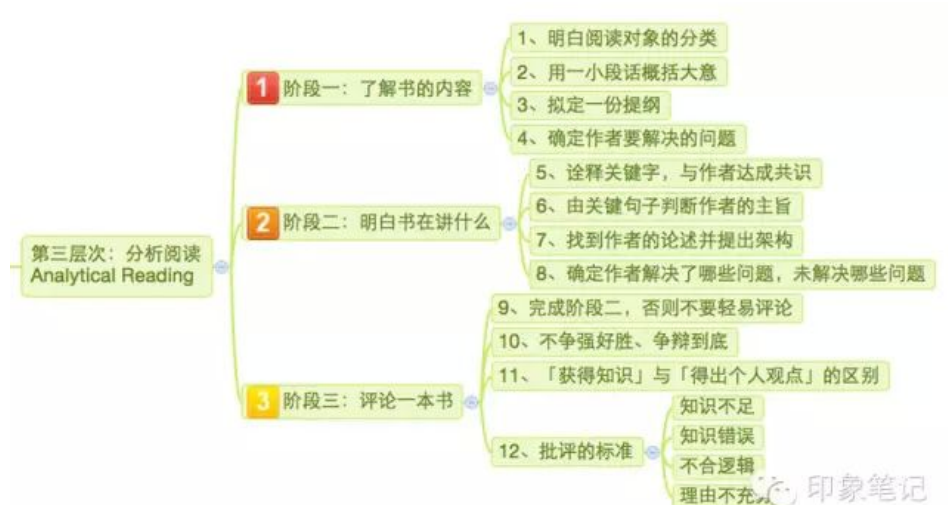 第三层次：分析阅读
Analytical Reading
1 阶段一：了解书的内容
1、明白阅读对象的分类
2、用一小段话概括大意
3、拟定一份提纲
4、确定作者要解决的问题
2 阶段二：明白书在讲什么
5、诠释关键字，与作者达成共识
6、由关键句子判断作者的主旨
7、找到作者的论述并提出架构
8、确定作者解决了哪些问题，未解决哪些问题
3 阶段三：评论一本书
9、完成阶段二，否则不要轻易评论
10、不争强好胜、争辩到底
11、「获得知识」与「得出个人观点」的区别
12、批评的标准
知识不足
知识错误
不合逻辑
理由不充
印象笔记